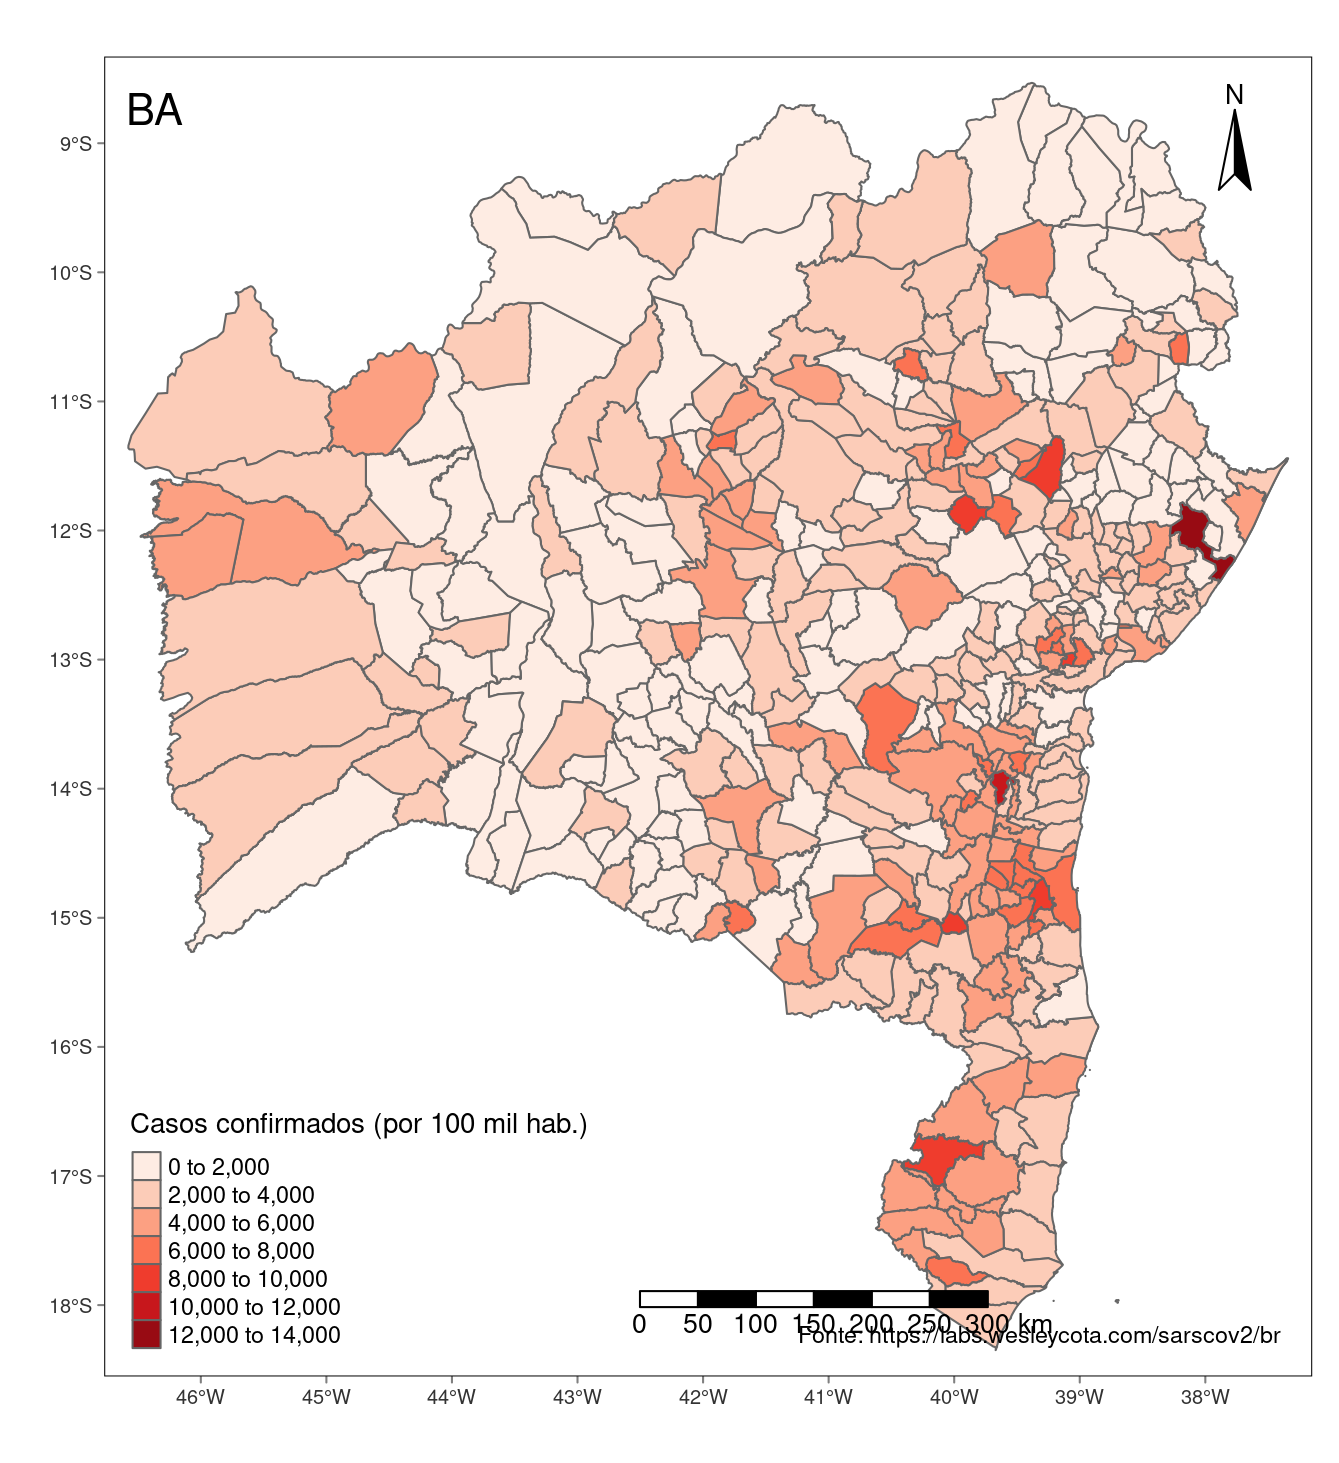 BA
N
9°S
10°S
11°S
12°S
13°S
14°S
15°S
16°S
17°S
18°S
Casos confirmados (por 100 mil hab.)
0 to 2,000
2,000 to 4,000
4,000 to 6,000
6,000 to 8,000
8,000 to 10,000
10,000 to 12,000
12,000 to 14,000
0 50 100 150 200 250 300 km
Fonte: https://labs.wesleycota.com/sarscov2/br
46°W 45°W 44°W 43°W 42°W 41°W 40°W 39°W 38°W